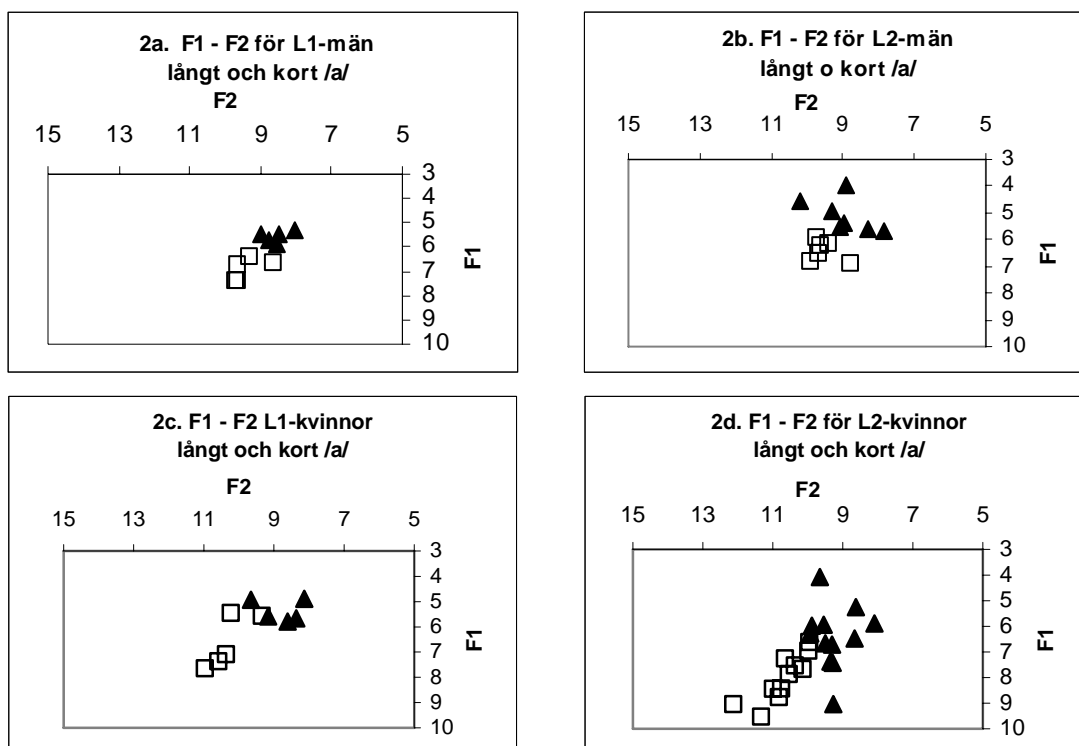 2a. F1 - F2 för L1-män
långt och kort /a/
F2
15 13 11 9 7 5
3
4
5
6
7
8
9
10
F1
2b. F1 - F2 för L2-män
långt o kort /a/
F2
15 13 11 9 7 5
3
4
5
6
7
8
9
10
F1
2c. F1 - F2 L1-kvinnor
långt och kort /a/
F2
15 13 11 9 7 5
3
4
5
6
7
8
9
10
F1
2d. F1 - F2 för L2-kvinnor
långt och kort /a/
F2
15 13 11 9 7 5
3
4
5
6
7
8
9
10
F1